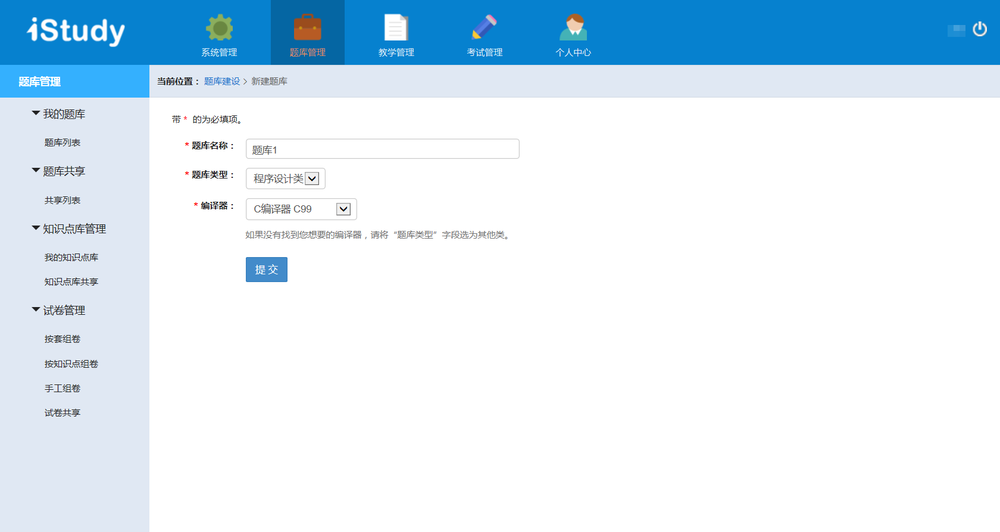 iStudy
系统管理
题库管理
教学管理
考试管理
个人中心
题库管理
当前位置： 题库建设 > 新建题库
我的题库
题库列表
题库共享
共享列表
知识点库管理
我的知识点库
知识点库共享
试卷管理
按套组卷
按知识点组卷
手工组卷
试卷共享
带 * 的为必填项。
* 题库名称： 题库1
* 题库类型： 程序设计类
* 编译器： C编译器 C99
如果没有找到您想要的编译器，请将“题库类型”字段选为其他类。
提 交